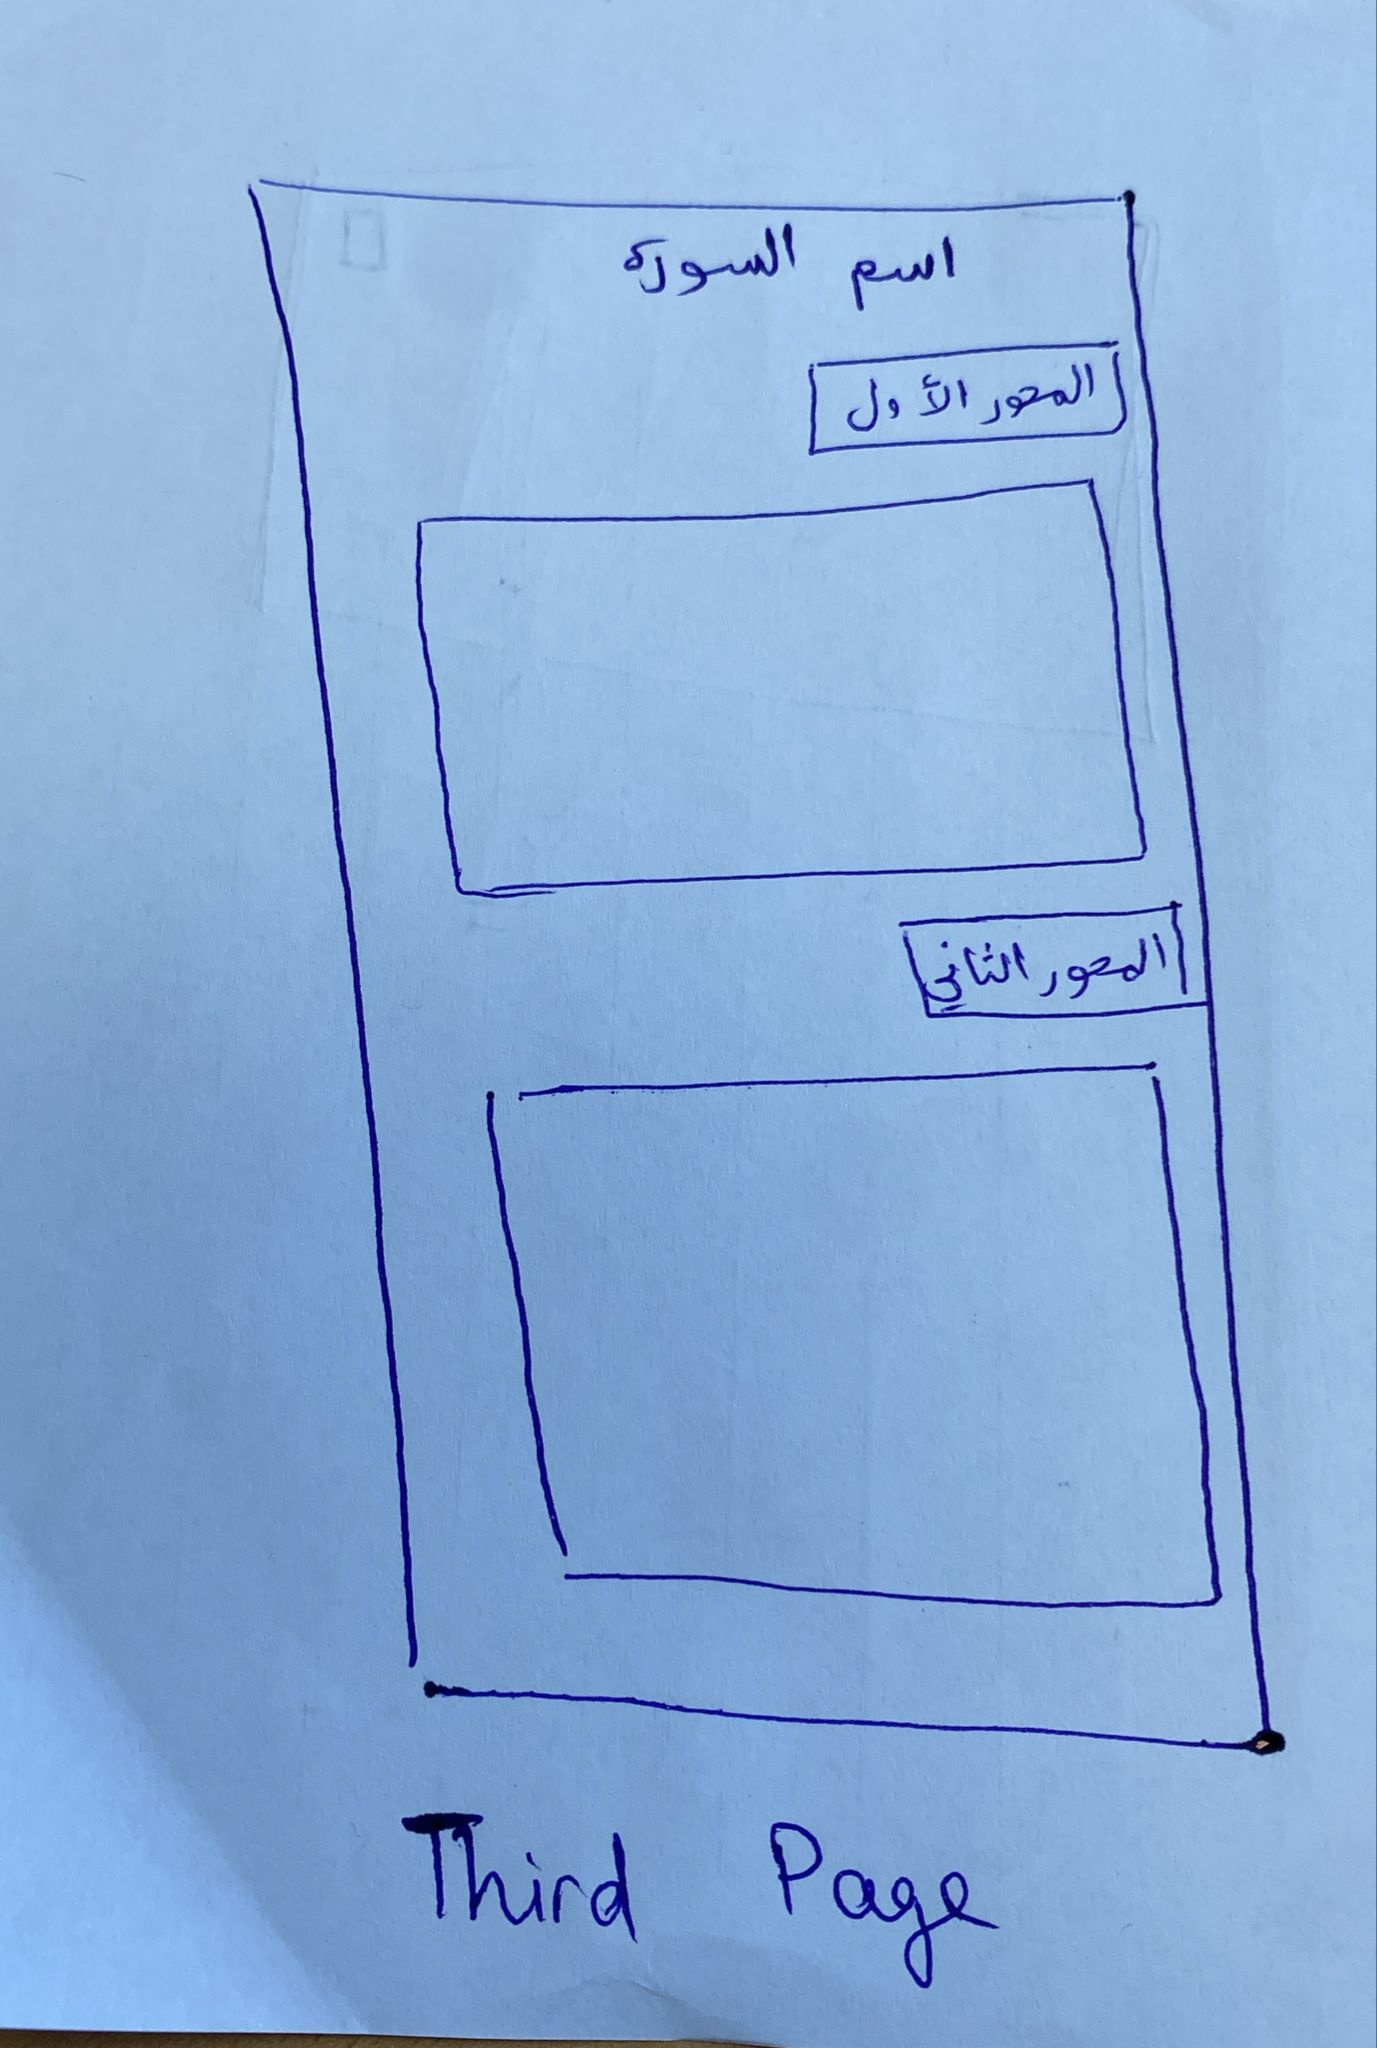 اسم السورة
المحور الأول
المحور الثاني
Third Page